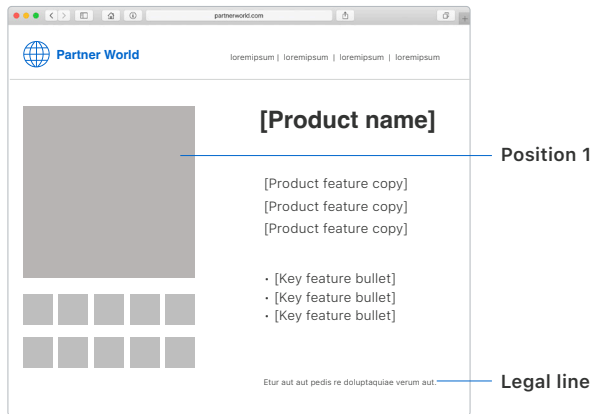 partnerworld.com
Partner World
loremipsum | loremipsum | loremipsum | loremipsum
[Product name]
Position 1
[Product feature copy]
[Product feature copy]
[Product feature copy]
• [Key feature bullet]
• [Key feature bullet]
• [Key feature bullet]
Etur aut aut pedis re doluptaquiae verum aut.
Legal line